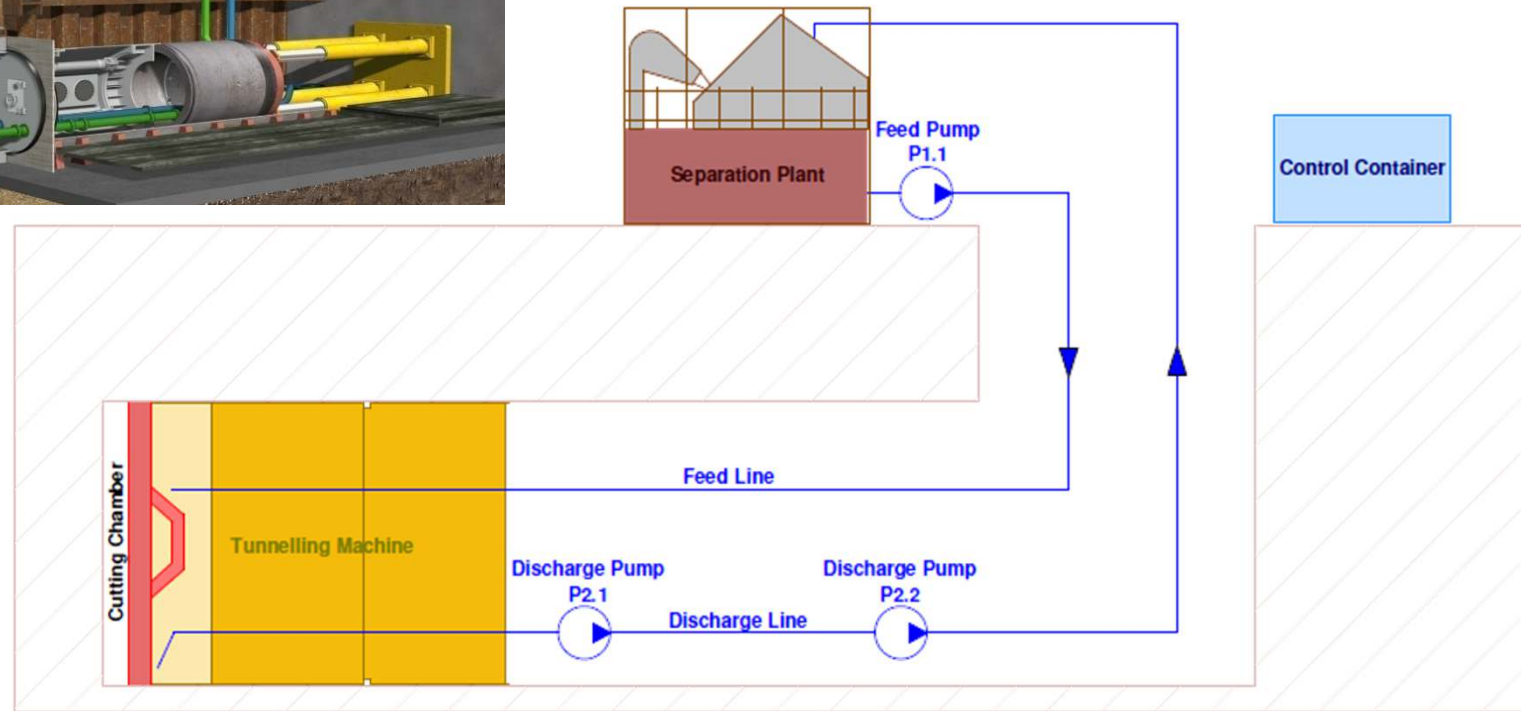 Feed Pump
P1.1
Separation Plant
Control Container
Cutting Chamber
Feed Line
Tunnelling Machine
Discharge Pump
P2.1
Discharge Pump
P2.2
Discharge Line